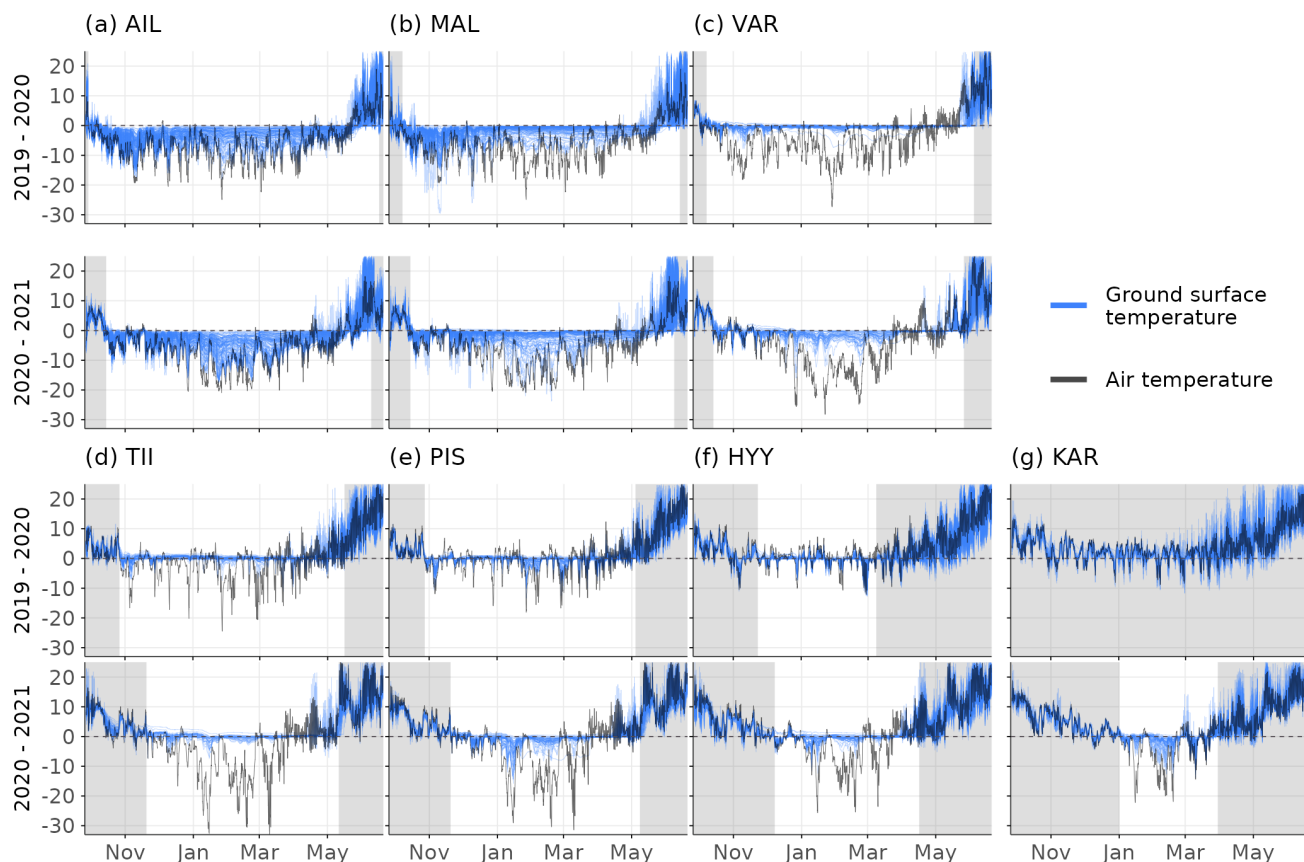 (a) AIL
(b) MAL
(c) VAR
2019 - 2020
20
10
0
-10
-20
-30
2020 - 2021
20
10
0
-10
-20
-30
Ground surface
temperature
Air temperature
(d) TII
(e) PIS
(f) HYY
(g) KAR
2019 - 2020
20
10
0
-10
-20
-30
2020 - 2021
20
10
0
-10
-20
-30
Nov Jan Mar May Nov Jan Mar May Nov Jan Mar May Nov Jan Mar May